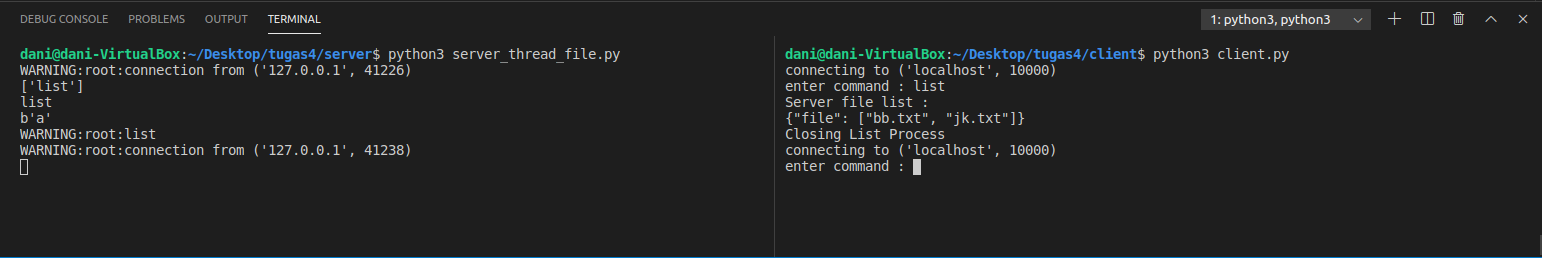 DEBUG CONSOLE PROBLEMS OUTPUT TERMINAL 1: python3, python3
dani@dani-VirtualBox:~/Desktop/tugas4/server$ python3 server_thread_file.py
WARNING:root:connection from ('127.0.0.1', 41226)
['list']
list
b'a'
WARNING:root:list
WARNING:root:connection from ('127.0.0.1', 41238)
dani@dani-VirtualBox:~/Desktop/tugas4/client$ python3 client.py
connecting to ('localhost', 10000)
enter command : list
Server file list :
{"file": ["bb.txt", "jk.txt"]}
Closing List Process
connecting to ('localhost', 10000)
enter command :